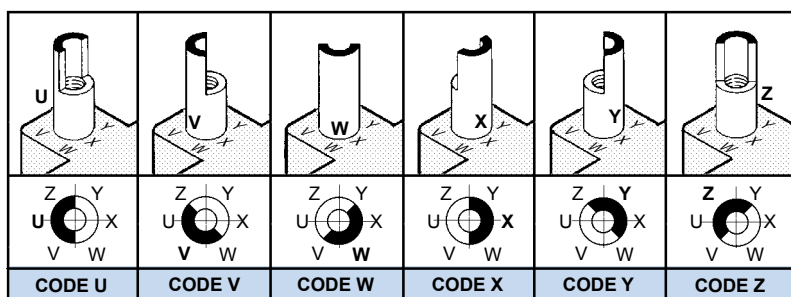 U V W X Y Z
V W X Y V W X Y V W X Y V W X Y V W X Y V W X Y
Z Y Z Y Z Y Z Y Z Y Z Y
U X U X U X U X U X U X
V W V W V W V W V W V W
CODE U CODE V CODE W CODE X CODE Y CODE Z